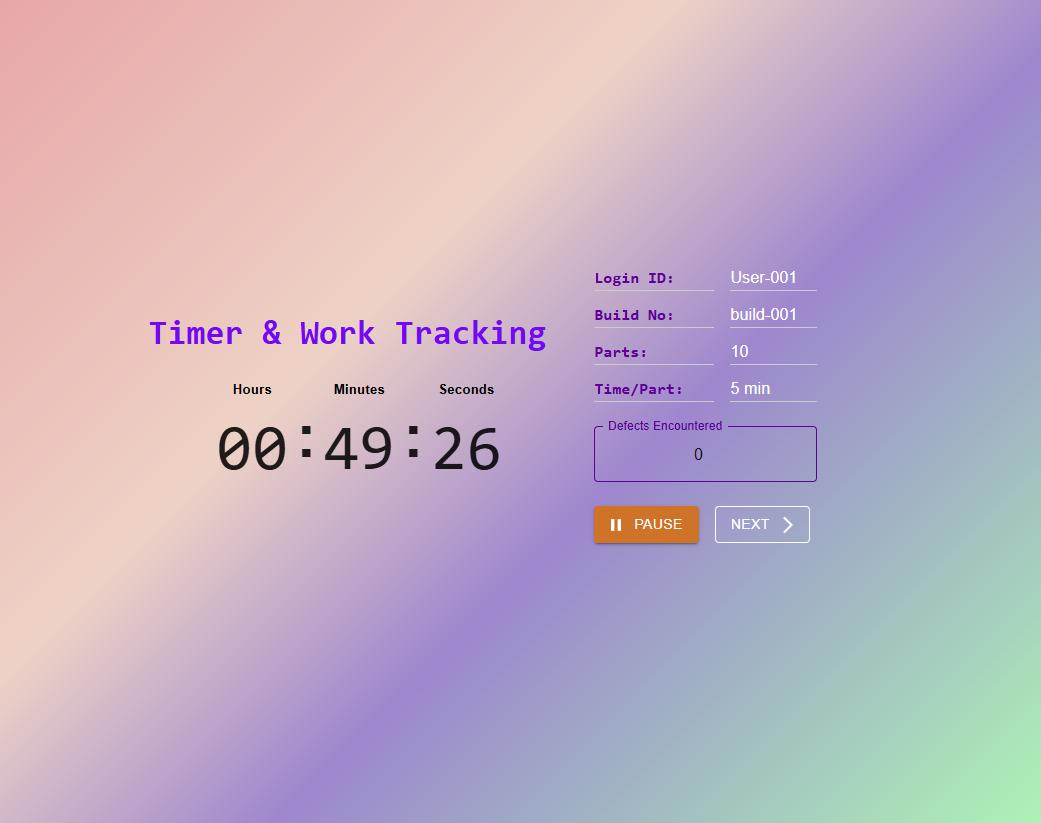 Timer & Work Tracking
Hours Minutes Seconds
00:49:26
Login ID: User-001
Build No: build-001
Parts: 10
Time/Part: 5 min
Defects Encountered
0
PAUSE NEXT